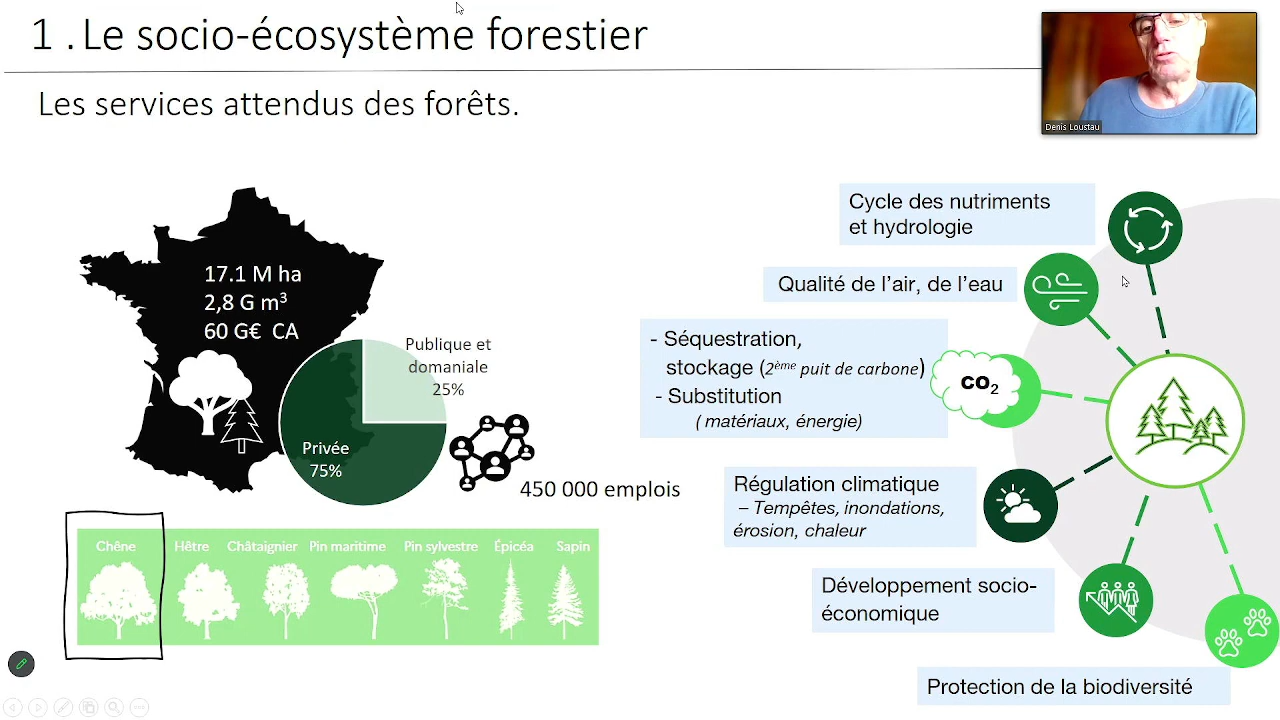 1 . Le socio-écosystème forestier
Les services attendus des forêts.
Denis Loustau
17.1 M ha
2,8 G m³
60 G€ CA
Publique et
domaniale
25%
Privée
75%
450 000 emplois
Chêne
Hêtre
Châtaignier
Pin maritime
Pin sylvestre
Épicéa
Sapin
Cycle des nutriments
et hydrologie
Qualité de l’air, de l’eau
- Séquestration,
stockage (2ème puit de carbone)
- Substitution
( matériaux, énergie)
CO₂
Régulation climatique
– Tempêtes, inondations,
érosion, chaleur
Développement socio-
économique
Protection de la biodiversité